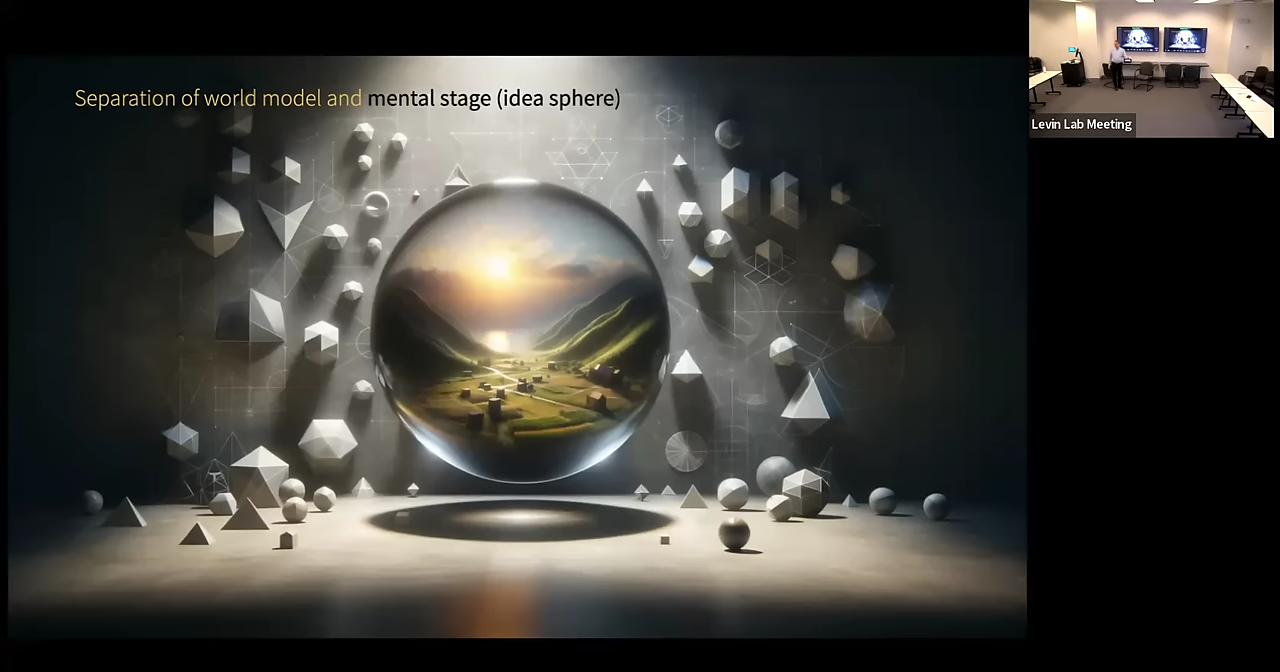 Separation of world model and mental stage (idea sphere)
Levin Lab Meeting